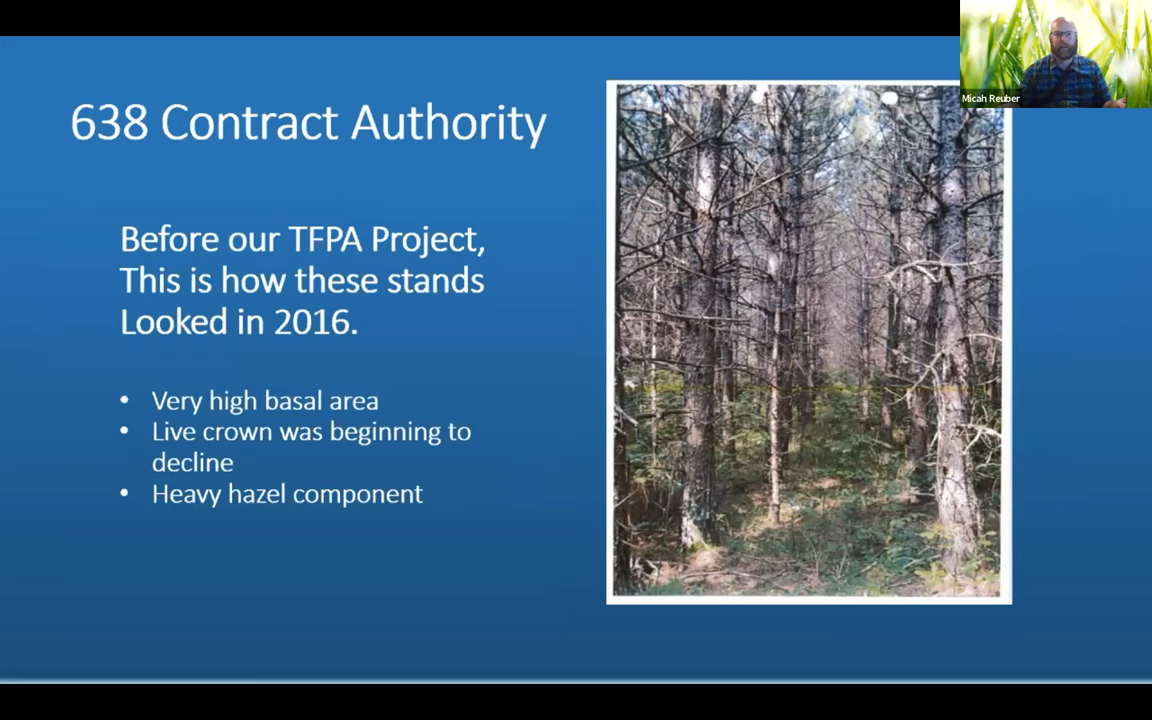 Micah Reuber
638 Contract Authority
Before our TFPA Project,
This is how these stands
Looked in 2016.
• Very high basal area
• Live crown was beginning to
decline
• Heavy hazel component